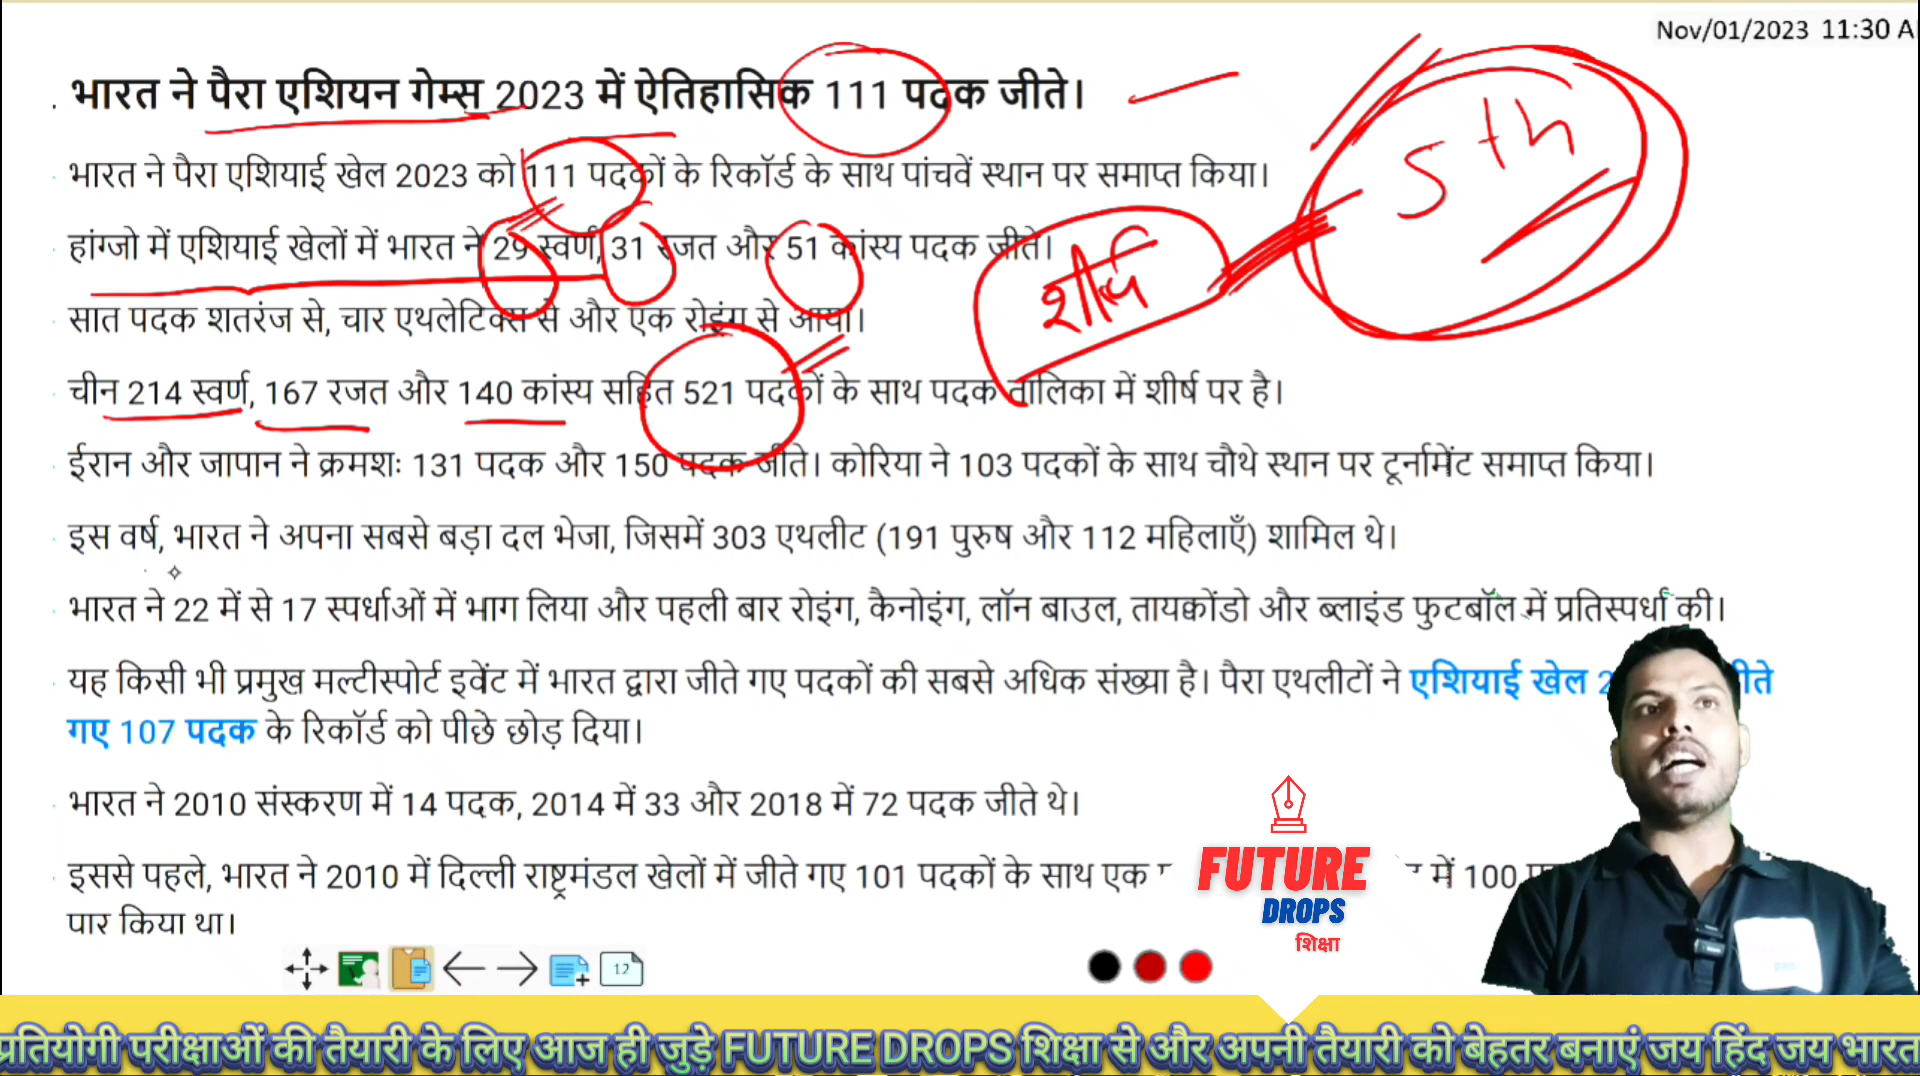 Nov/01/2023 11:30 A
. भारत ने पैरा एशियन गेम्स 2023 में ऐतिहासिक 111 पदक जीते।
भारत ने पैरा एशियाई खेल 2023 को 111 पदकों के रिकॉर्ड के साथ पांचवें स्थान पर समाप्त किया।
5th
हांग्जो में एशियाई खेलों में भारत ने 29 स्वर्ण, 31 रजत और 51 कांस्य पदक जीते।
शीर्ष
सात पदक शतरंज से, चार एथलेटिक्स से और एक रोइंग से आया।
चीन 214 स्वर्ण, 167 रजत और 140 कांस्य सहित 521 पदकों के साथ पदक तालिका में शीर्ष पर है।
ईरान और जापान ने क्रमशः 131 पदक और 150 पदक जीते। कोरिया ने 103 पदकों के साथ चौथे स्थान पर टूर्नामेंट समाप्त किया।
इस वर्ष, भारत ने अपना सबसे बड़ा दल भेजा, जिसमें 303 एथलीट (191 पुरुष और 112 महिलाएँ) शामिल थे।
भारत ने 22 में से 17 स्पर्धाओं में भाग लिया और पहली बार रोइंग, कैनोइंग, लॉन बाउल, तायक्वोंडो और ब्लाइंड फुटबॉल में प्रतिस्पर्धा की।
यह किसी भी प्रमुख मल्टीस्पोर्ट इवेंट में भारत द्वारा जीते गए पदकों की सबसे अधिक संख्या है। पैरा एथलीटों ने एशियाई खेल जीते
गए 107 पदक के रिकॉर्ड को पीछे छोड़ दिया।
भारत ने 2010 संस्करण में 14 पदक, 2014 में 33 और 2018 में 72 पदक जीते थे।
इससे पहले, भारत ने 2010 में दिल्ली राष्ट्रमंडल खेलों में जीते गए 101 पदकों के साथ एक में 100
पार किया था।
FUTURE
DROPS
शिक्षा
12
प्रतियोगी परीक्षाओं की तैयारी के लिए आज ही जुड़े FUTURE DROPS शिक्षा से और अपनी तैयारी को बेहतर बनाएं जय हिंद जय भारत